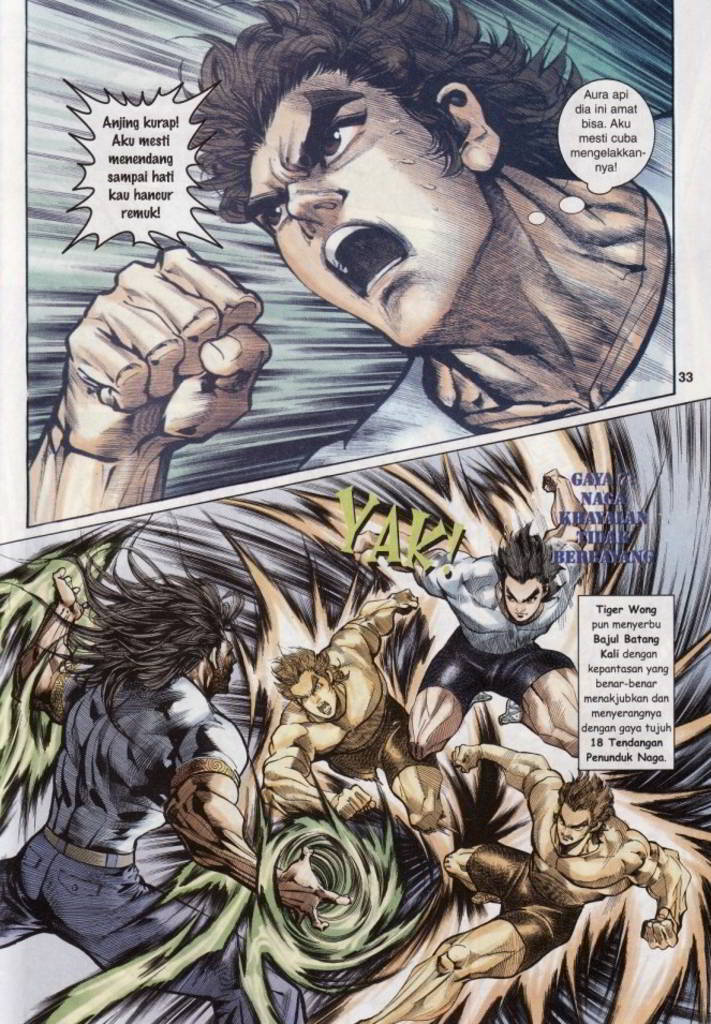 Anjing kurap!
Aku mesti
menendang
sampai hati
kau hancur
remuk!
Aura api
dia ini amat
bisa. Aku
mesti cuba
mengelakkan-
nya!
33
YAK!
GAYA 7:
NAGA
KHAYALAN
TIDAK
BERBAYANG
Tiger Wong
pun menyerbu
Bajul Batang
Kali dengan
kepantasan yang
benar-benar
menakjubkan dan
menyerangnya
dengan gaya tujuh
18 Tendangan
Penunduk Naga.